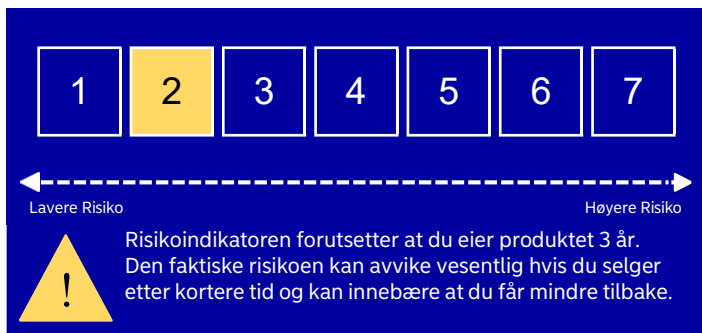 1 2 3 4 5 6 7
Lavere Risiko Høyere Risiko
Risikoindikatoren forutsetter at du eier produktet 3 år.
Den faktiske risikoen kan avvike vesentlig hvis du selger
etter kortere tid og kan innebære at du får mindre tilbake.
!